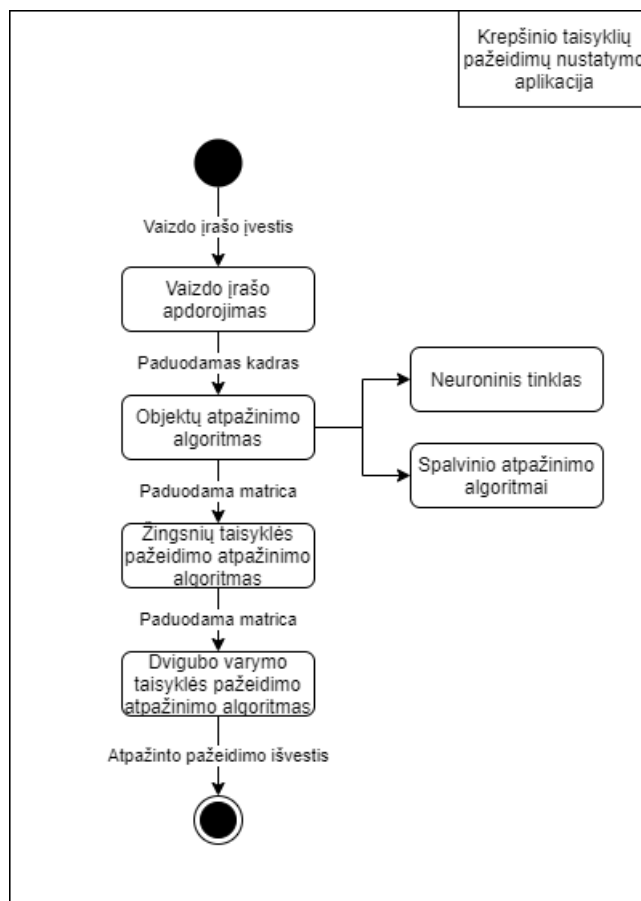 Krepšinio taisyklių
pažeidimų nustatymo
aplikacija
Vaizdo įrašo įvestis
Vaizdo įrašo
apdorojimas
Paduodamas kadras
Objektų atpažinimo
algoritmas
Neuroninis tinklas
Spalvinio atpažinimo
algoritmai
Paduodama matrica
Žingsnių taisyklės
pažeidimo atpažinimo
algoritmas
Paduodama matrica
Dvigubo varymo
taisyklės pažeidimo
atpažinimo algoritmas
Atpažinto pažeidimo išvestis